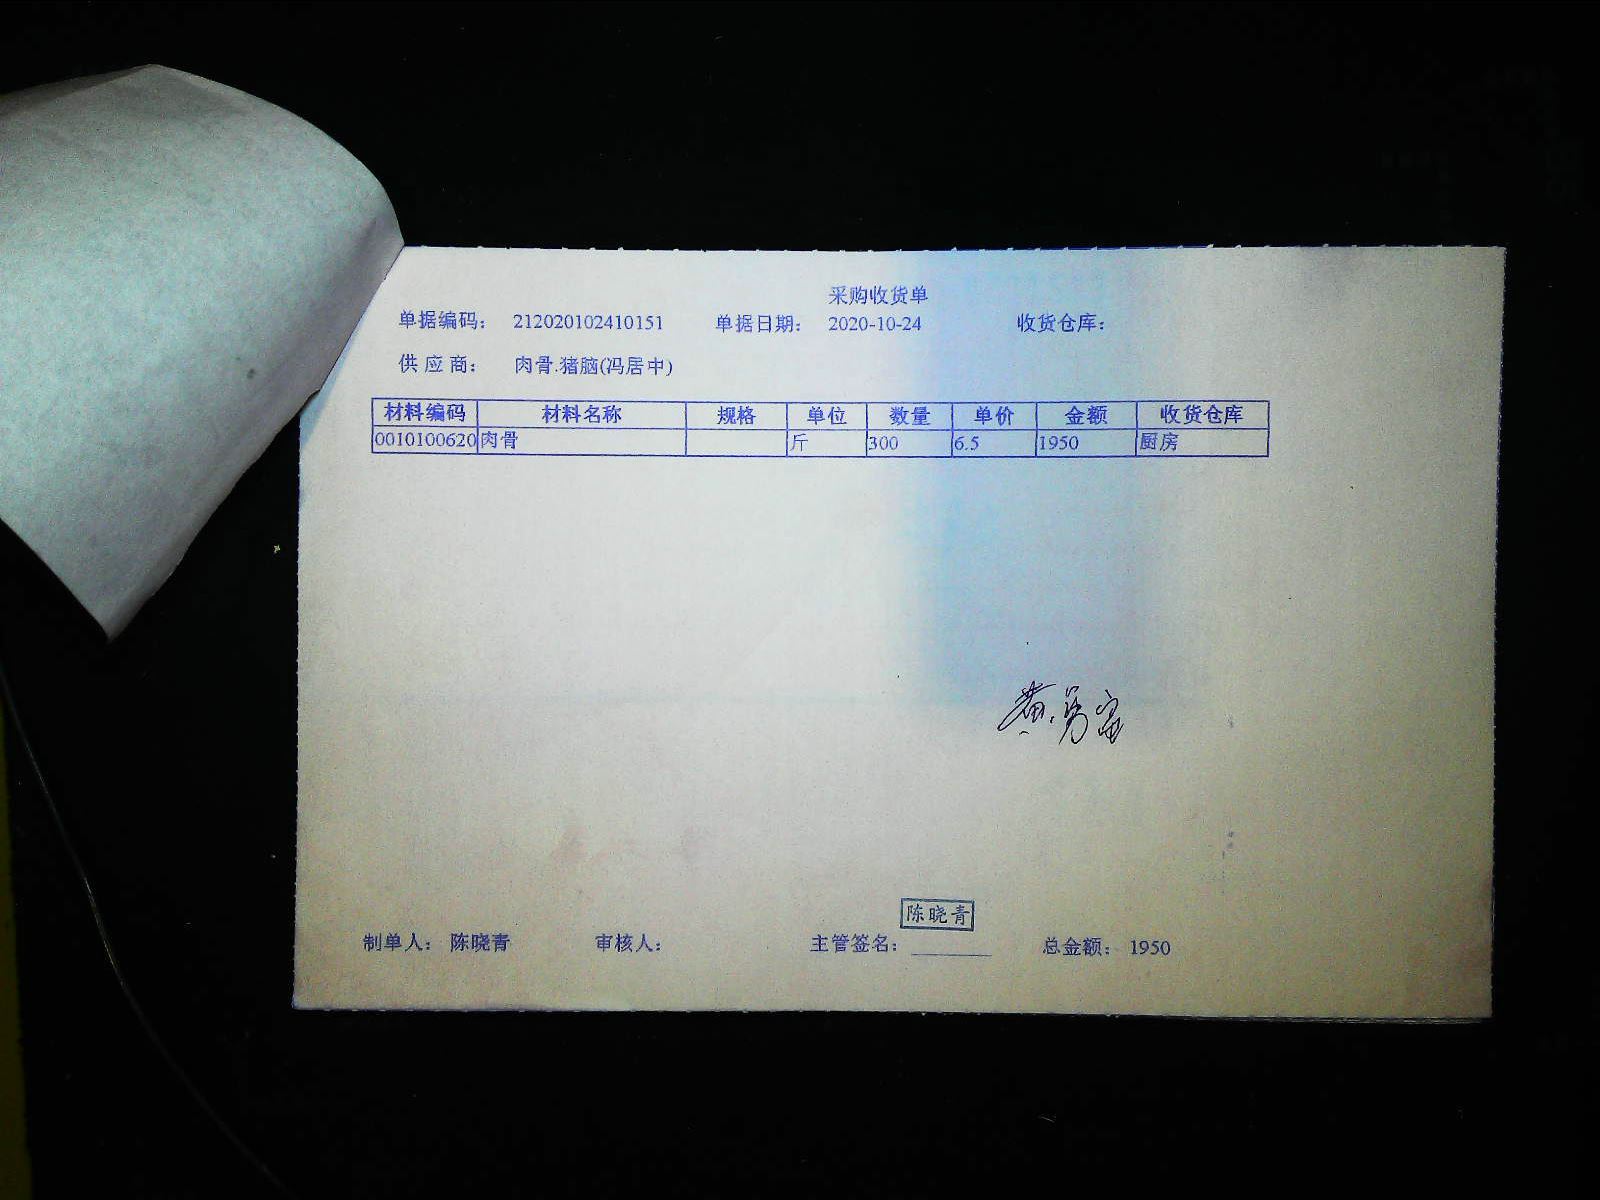 采购收货单
单据编码： 212020102410151 单据日期： 2020-10-24 收货仓库：
供 应 商： 肉骨.猪脑(冯居中)
材料编码 材料名称 规格 单位 数量 单价 金额 收货仓库
0010100620 肉骨 斤 300 6.5 1950 厨房
陈晓青
制单人： 陈晓青 审核人： 主管签名： ________ 总金额： 1950